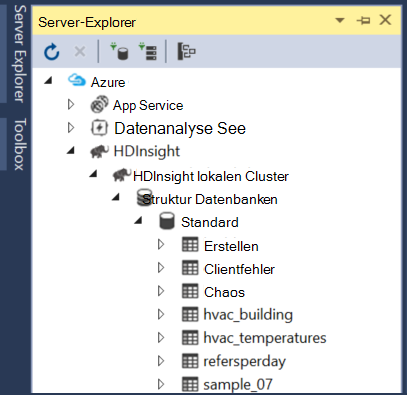 Server Explorer
Toolbox
Server-Explorer
Azure
App Service
Datenanalyse See
HDInsight
HDInsight lokalen Cluster
Struktur Datenbanken
Standard
Erstellen
Clientfehler
Chaos
hvac_building
hvac_temperatures
refersperday
sample_07